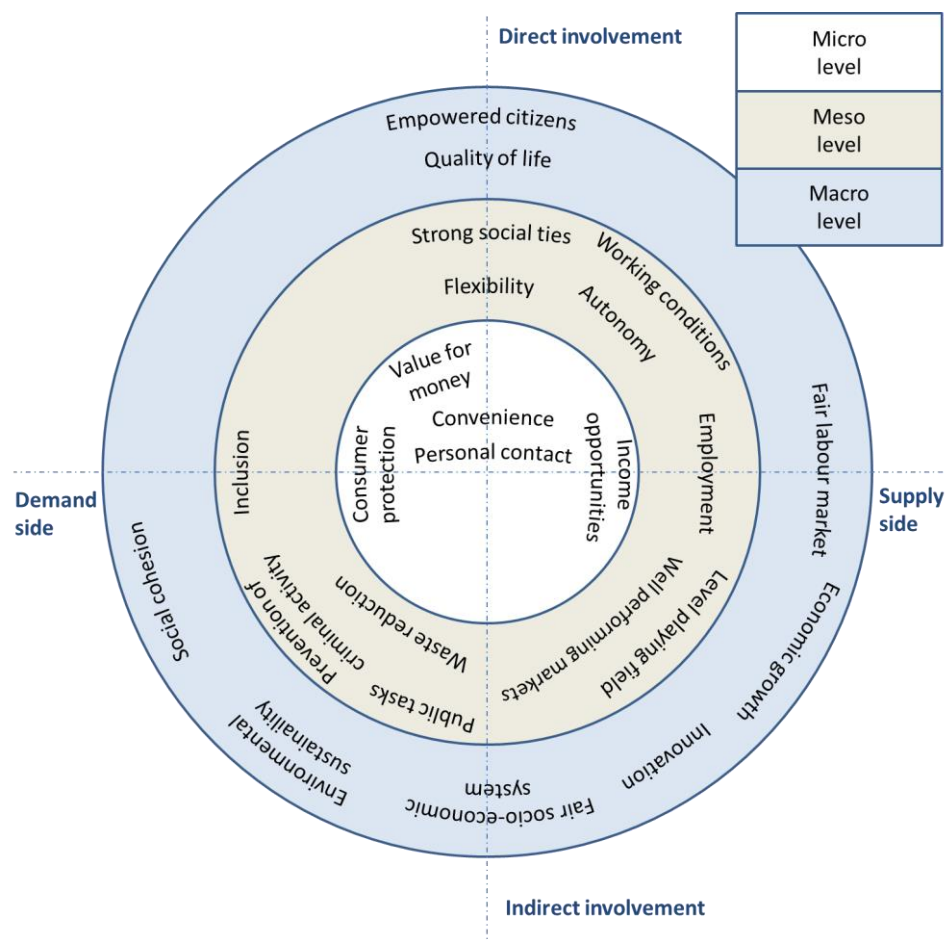 Direct involvement
Micro
level
Meso
level
Macro
level
Empowered citizens
Quality of life
Strong social ties
Working conditions
Flexibility
Autonomy
Value for
money
Convenience
Personal contact
Consumer
protection
Income
opportunities
Inclusion
Employment
Fair labour market
Demand
side
Supply
side
Social cohesion
Prevention of
criminal activity
Waste reduction
Public tasks
Well performing markets
Level playing field
Economic growth
Innovation
Environmental
sustainaility
Fair socio-economic
system
Indirect involvement